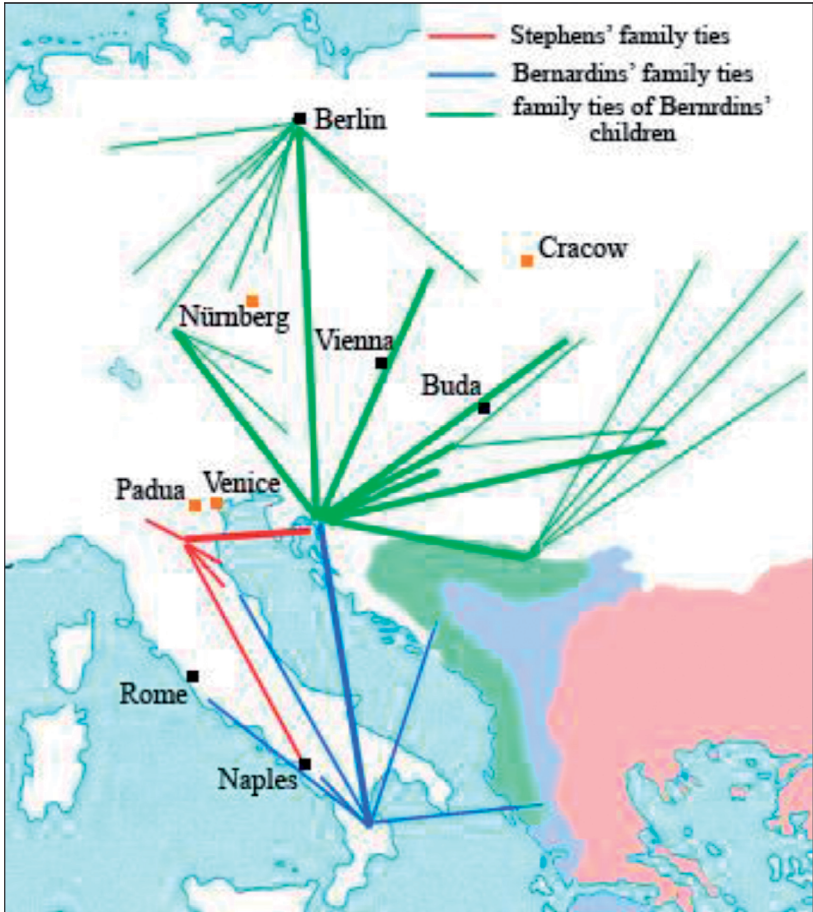 Stephens’ family ties
Bernardins’ family ties
family ties of Bernrdins’
children
Berlin
Cracow
Nürnberg
Vienna
Buda
Padua
Venice
Rome
Naples